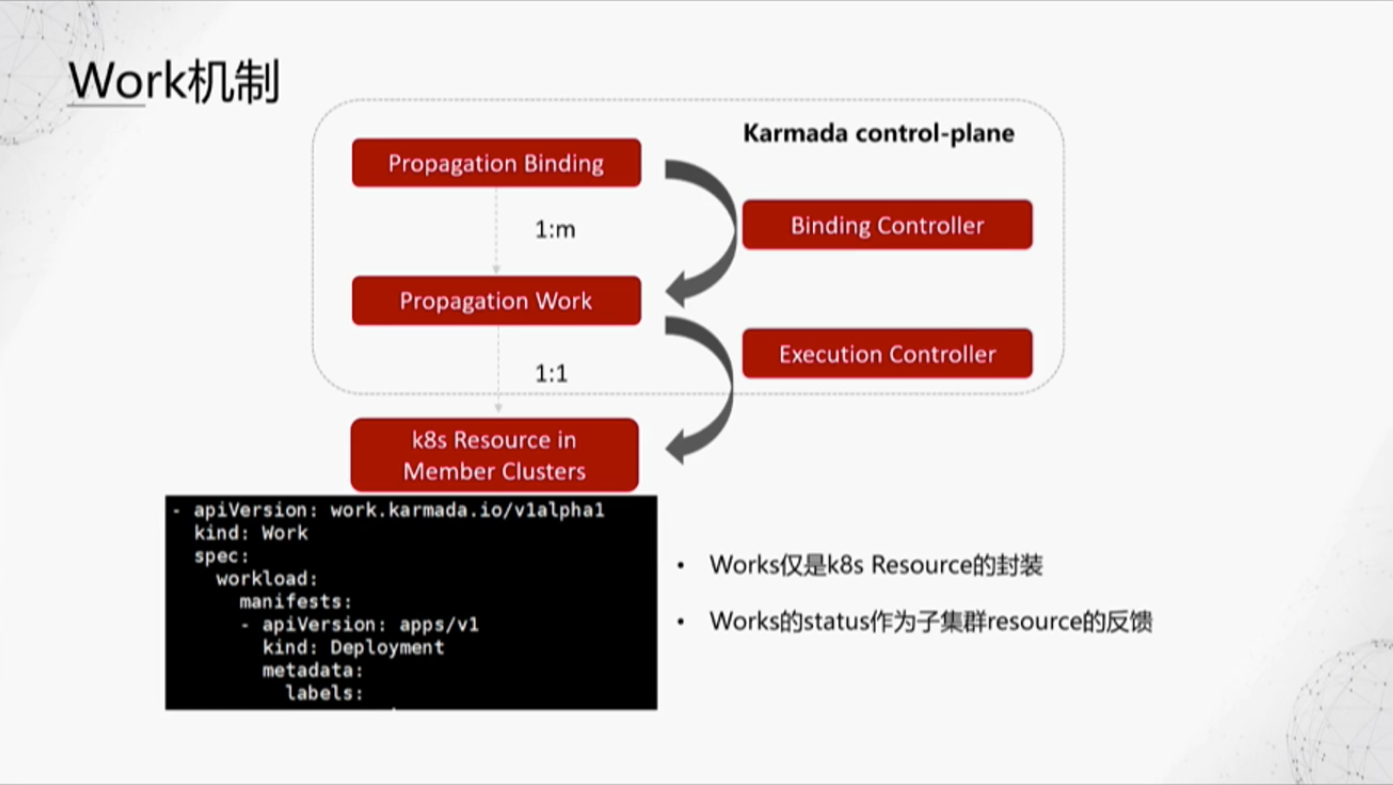 Work机制
Karmada control-plane
Propagation Binding
Binding Controller
1:m
Propagation Work
Execution Controller
1:1
k8s Resource in
Member Clusters
- apiVersion: work.karmada.io/v1alpha1
  kind: Work
  spec:
    workload:
      manifests:
      - apiVersion: apps/v1
        kind: Deployment
        metadata:
          labels:
• Works仅是k8s Resource的封装
• Works的status作为子集群resource的反馈